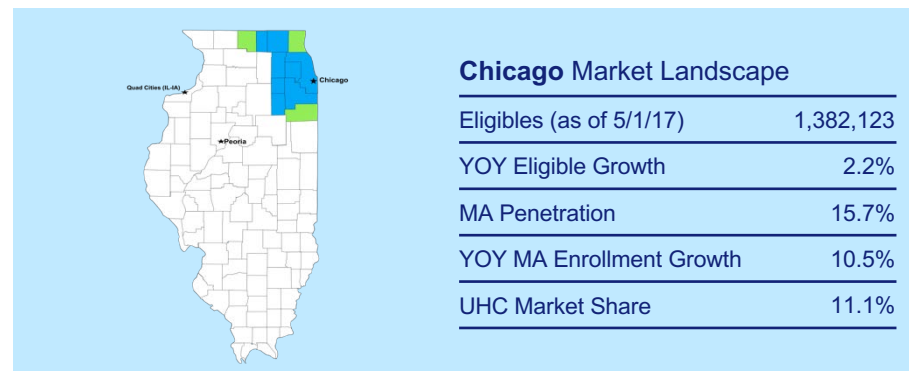 Quad Cities (IL-IA)
Chicago
Peoria
Chicago Market Landscape
Eligibles (as of 5/1/17) 1,382,123
YOY Eligible Growth 2.2%
MA Penetration 15.7%
YOY MA Enrollment Growth 10.5%
UHC Market Share 11.1%